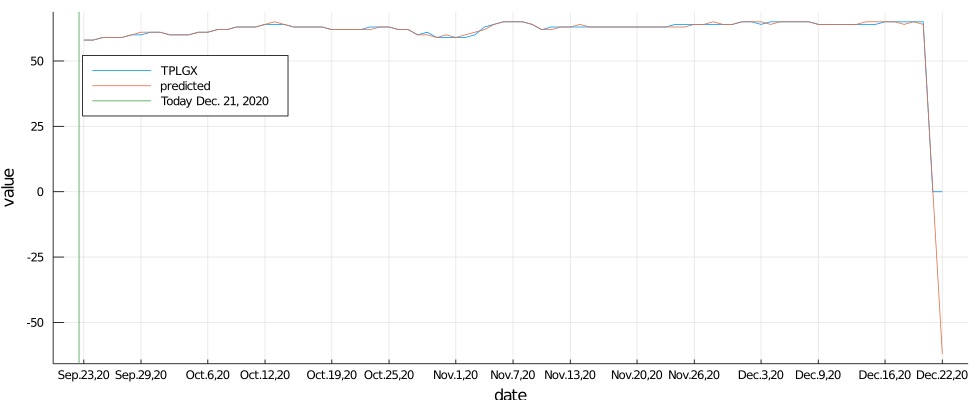 50
25
0
-25
-50
value
TPLGX
predicted
Today Dec. 21, 2020
Sep.23,20 Sep.29,20 Oct.6,20 Oct.12,20 Oct.19,20 Oct.25,20 Nov.1,20 Nov.7,20 Nov.13,20 Nov.20,20 Nov.26,20 Dec.3,20 Dec.9,20 Dec.16,20 Dec.22,20
date